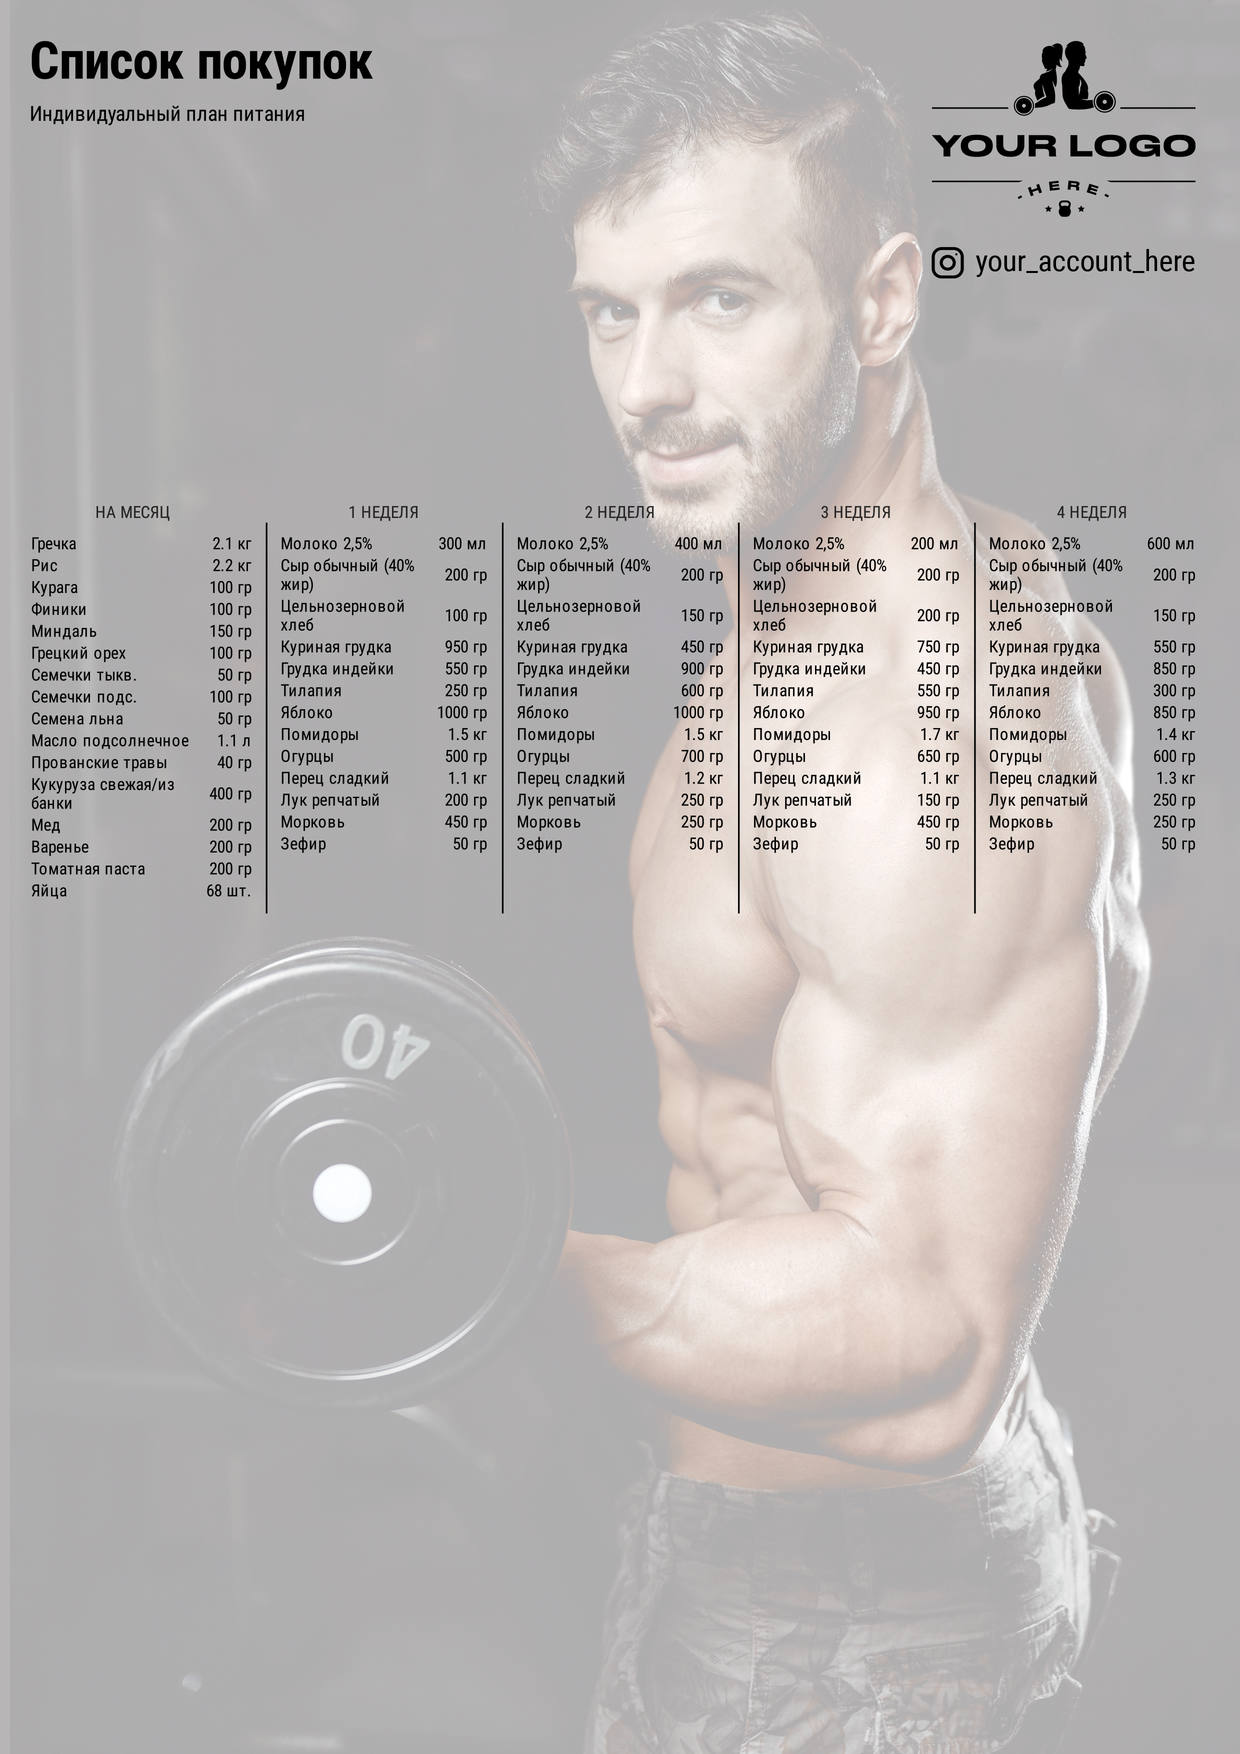 Список покупок
Индивидуальный план питания
YOUR LOGO
HERE
your_account_here
НА МЕСЯЦ
Гречка 2.1 кг
Рис 2.2 кг
Курага 100 гр
Финики 100 гр
Миндаль 150 гр
Грецкий орех 100 гр
Семечки тыкв. 50 гр
Семечки подс. 100 гр
Семена льна 50 гр
Масло подсолнечное 1.1 л
Прованские травы 40 гр
Кукуруза свежая/из
банки 400 гр
Мед 200 гр
Варенье 200 гр
Томатная паста 200 гр
Яйца 68 шт.
1 НЕДЕЛЯ
Молоко 2,5% 300 мл
Сыр обычный (40%
жир) 200 гр
Цельнозерновой
хлеб 100 гр
Куриная грудка 950 гр
Грудка индейки 550 гр
Тилапия 250 гр
Яблоко 1000 гр
Помидоры 1.5 кг
Огурцы 500 гр
Перец сладкий 1.1 кг
Лук репчатый 200 гр
Морковь 450 гр
Зефир 50 гр
2 НЕДЕЛЯ
Молоко 2,5% 400 мл
Сыр обычный (40%
жир) 200 гр
Цельнозерновой
хлеб 150 гр
Куриная грудка 450 гр
Грудка индейки 900 гр
Тилапия 600 гр
Яблоко 1000 гр
Помидоры 1.5 кг
Огурцы 700 гр
Перец сладкий 1.2 кг
Лук репчатый 250 гр
Морковь 250 гр
Зефир 50 гр
3 НЕДЕЛЯ
Молоко 2,5% 200 мл
Сыр обычный (40%
жир) 200 гр
Цельнозерновой
хлеб 200 гр
Куриная грудка 750 гр
Грудка индейки 450 гр
Тилапия 550 гр
Яблоко 950 гр
Помидоры 1.7 кг
Огурцы 650 гр
Перец сладкий 1.1 кг
Лук репчатый 150 гр
Морковь 450 гр
Зефир 50 гр
4 НЕДЕЛЯ
Молоко 2,5% 600 мл
Сыр обычный (40%
жир) 200 гр
Цельнозерновой
хлеб 150 гр
Куриная грудка 550 гр
Грудка индейки 850 гр
Тилапия 300 гр
Яблоко 850 гр
Помидоры 1.4 кг
Огурцы 600 гр
Перец сладкий 1.3 кг
Лук репчатый 250 гр
Морковь 250 гр
Зефир 50 гр
40